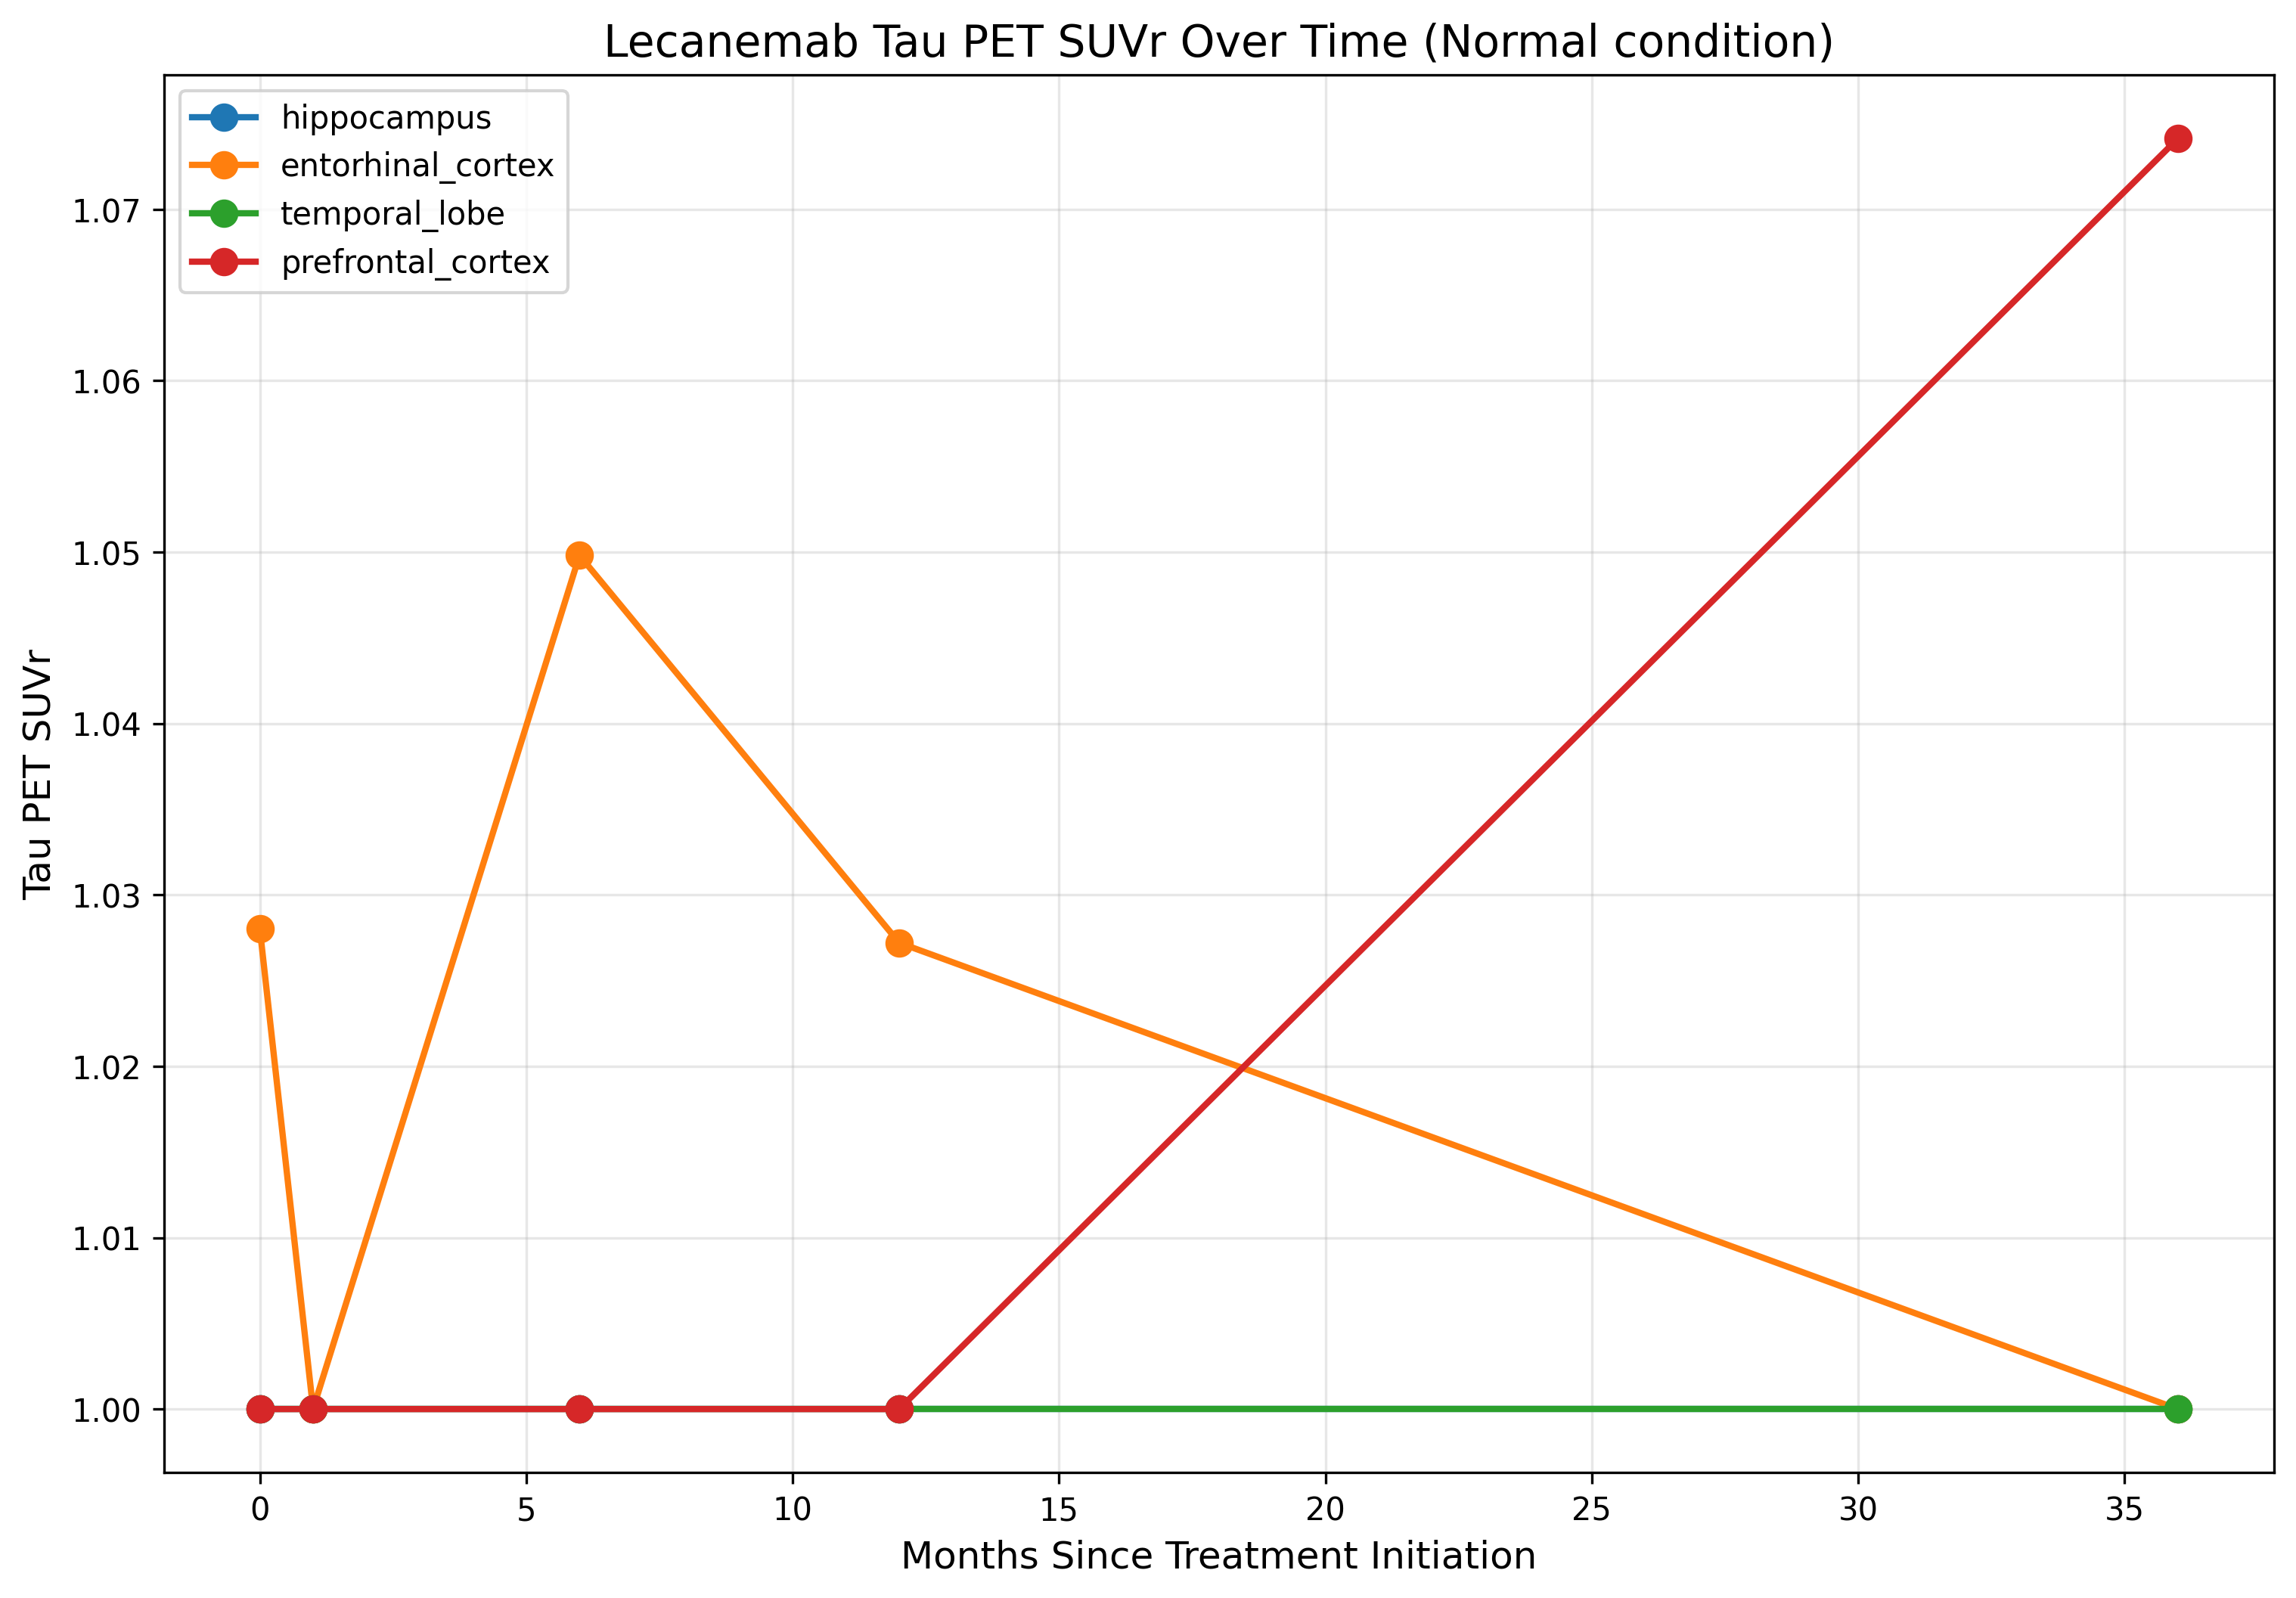 Lecanemab Tau PET SUVr Over Time (Normal condition)
hippocampus
entorhinal_cortex
temporal_lobe
prefrontal_cortex
Tau PET SUVr
1.07
1.06
1.05
1.04
1.03
1.02
1.01
1.00
0 5 10 15 20 25 30 35
Months Since Treatment Initiation